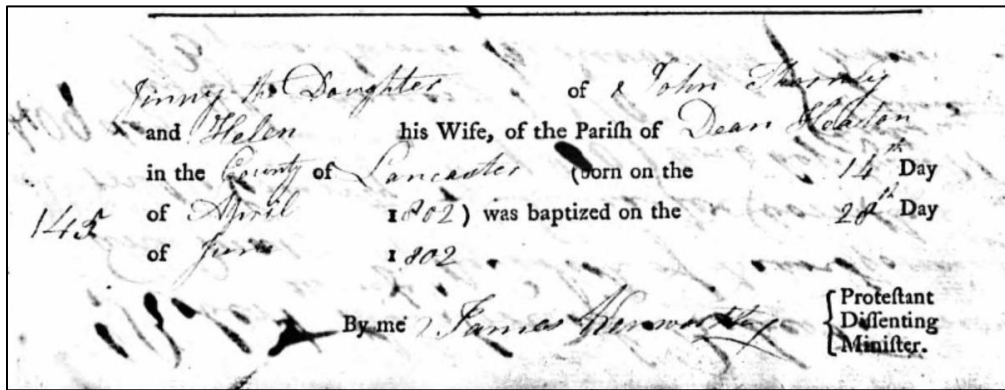 Jinny the Daughter of John
and Helen his Wife, of the Pariſh of Dean
in the County of Lancaster (born on the 14th Day
145 of April 1802) was baptized on the 28th Day
of June 1802
By me James Kenworthy { Proteſtant
Diſſenting
Miniſter.